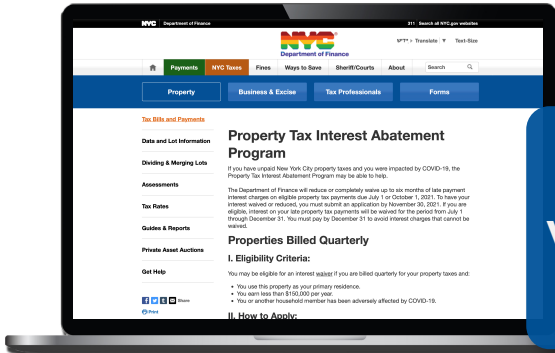 NYC Department of Finance
311 Search all NYC.gov websites
NYC
Department of Finance
Translate ▼ Text-Size
Payments NYC Taxes Fines Ways to Save Sheriff/Courts About Search
Property Business & Excise Tax Professionals Forms
Tax Bills and Payments
Data and Lot Information
Dividing & Merging Lots
Assessments
Tax Rates
Guides & Reports
Private Asset Auctions
Get Help
Share
Print
Property Tax Interest Abatement
Program
If you have unpaid New York City property taxes and you were impacted by COVID-19, the
Property Tax Interest Abatement Program may be able to help.
The Department of Finance will reduce or completely waive up to six months of late payment
interest charges on eligible property tax payments due July 1 or October 1, 2021. To have your
interest waived or reduced, you must submit an application by November 30, 2021. If you are
eligible, interest on your late property tax payments will be waived for the period from July 1
through December 31. You must pay by December 31 to avoid interest charges that cannot be
waived.
Properties Billed Quarterly
I. Eligibility Criteria:
You may be eligible for an interest waiver if you are billed quarterly for your property taxes and:
• You use this property as your primary residence.
• You earn less than $150,000 per year.
• You or another household member has been adversely affected by COVID-19.
II. How to Apply: